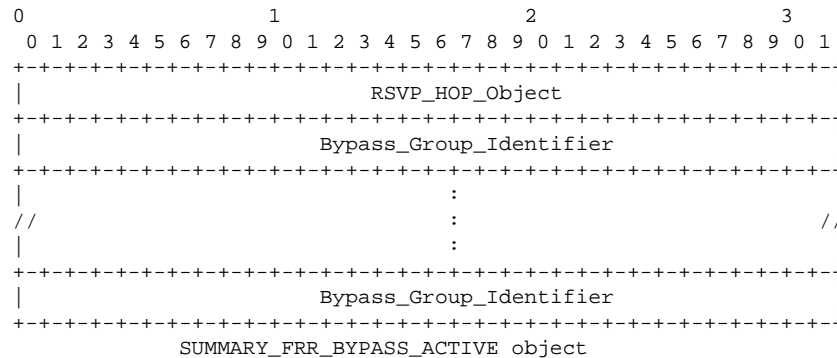 0                   1                   2                   3
 0 1 2 3 4 5 6 7 8 9 0 1 2 3 4 5 6 7 8 9 0 1 2 3 4 5 6 7 8 9 0 1
+-+-+-+-+-+-+-+-+-+-+-+-+-+-+-+-+-+-+-+-+-+-+-+-+-+-+-+-+-+-+-+--
|                           RSVP_HOP_Object
+-+-+-+-+-+-+-+-+-+-+-+-+-+-+-+-+-+-+-+-+-+-+-+-+-+-+-+-+-+-+-+--
|                       Bypass_Group_Identifier
+-+-+-+-+-+-+-+-+-+-+-+-+-+-+-+-+-+-+-+-+-+-+-+-+-+-+-+-+-+-+-+--
|                                 :
//                                :                            //
|                                 :
+-+-+-+-+-+-+-+-+-+-+-+-+-+-+-+-+-+-+-+-+-+-+-+-+-+-+-+-+-+-+-+--
|                       Bypass_Group_Identifier
+-+-+-+-+-+-+-+-+-+-+-+-+-+-+-+-+-+-+-+-+-+-+-+-+-+-+-+-+-+-+-+--
             SUMMARY_FRR_BYPASS_ACTIVE object